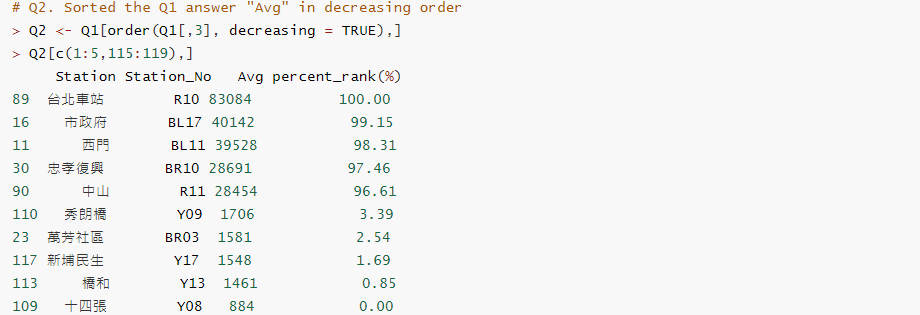 # Q2. Sorted the Q1 answer "Avg" in decreasing order
> Q2 <- Q1[order(Q1[,3], decreasing = TRUE),]
> Q2[c(1:5,115:119),]
Station Station_No Avg percent_rank(%)
89 台北車站 R10 83084 100.00
16 市政府 BL17 40142 99.15
11 西門 BL11 39528 98.31
30 忠孝復興 BR10 28691 97.46
90 中山 R11 28454 96.61
110 秀朗橋 Y09 1706 3.39
23 萬芳社區 BR03 1581 2.54
117 新埔民生 Y17 1548 1.69
113 橋和 Y13 1461 0.85
109 十四張 Y08 884 0.00